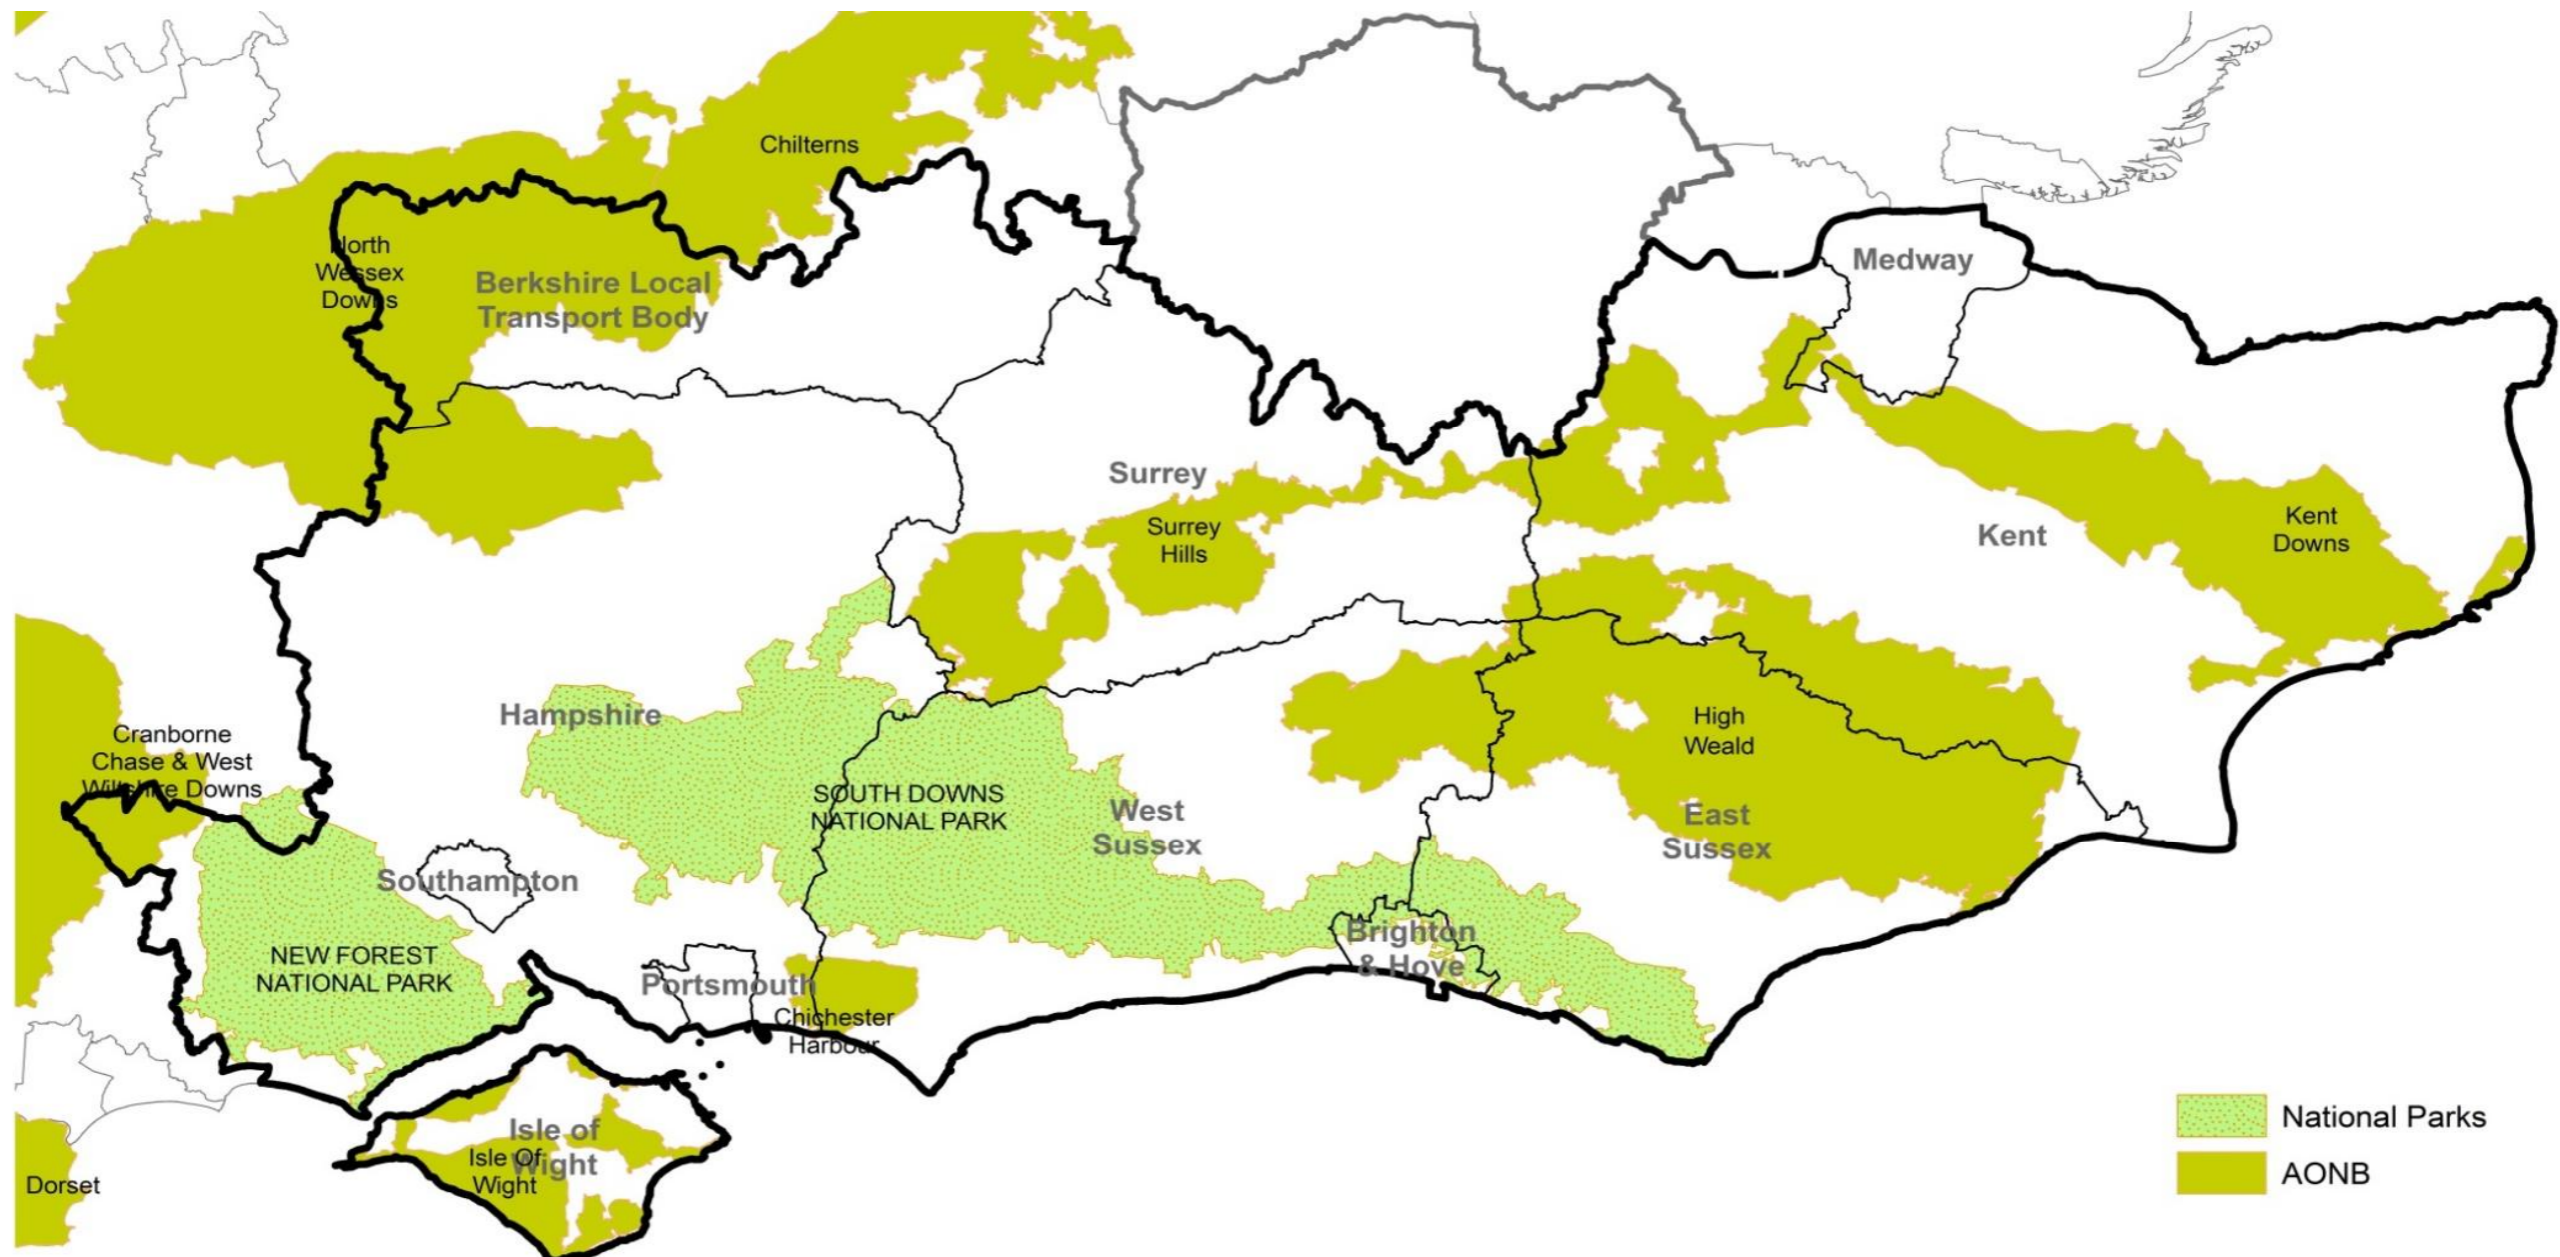 Chilterns
North
Wessex
Downs
Berkshire Local
Transport Body
Medway
Surrey
Surrey
Hills
Kent
Kent
Downs
Hampshire
High
Weald
Cranborne
Chase & West
Wiltshire Downs
SOUTH DOWNS
NATIONAL PARK
West
Sussex
East
Sussex
Southampton
NEW FOREST
NATIONAL PARK
Brighton
& Hove
Portsmouth
Chichester
Harbour
Isle of
Wight
Isle Of
Wight
Dorset
National Parks
AONB